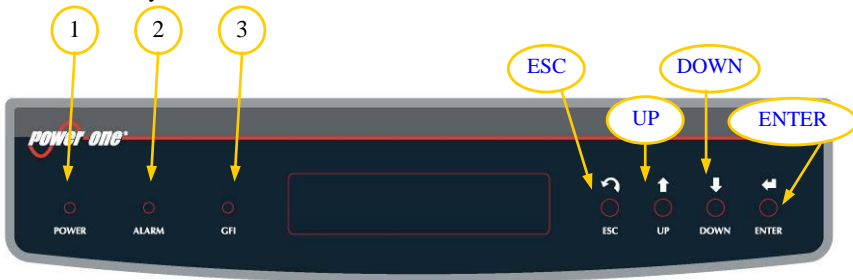 1
2
3
ESC
DOWN
UP
ENTER
power-one
POWER
ALARM
GFI
ESC
UP
DOWN
ENTER